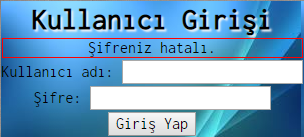 Kullanıcı Girişi
Şifreniz hatalı.
Kullanıcı adı:
Şifre:
Giriş Yap